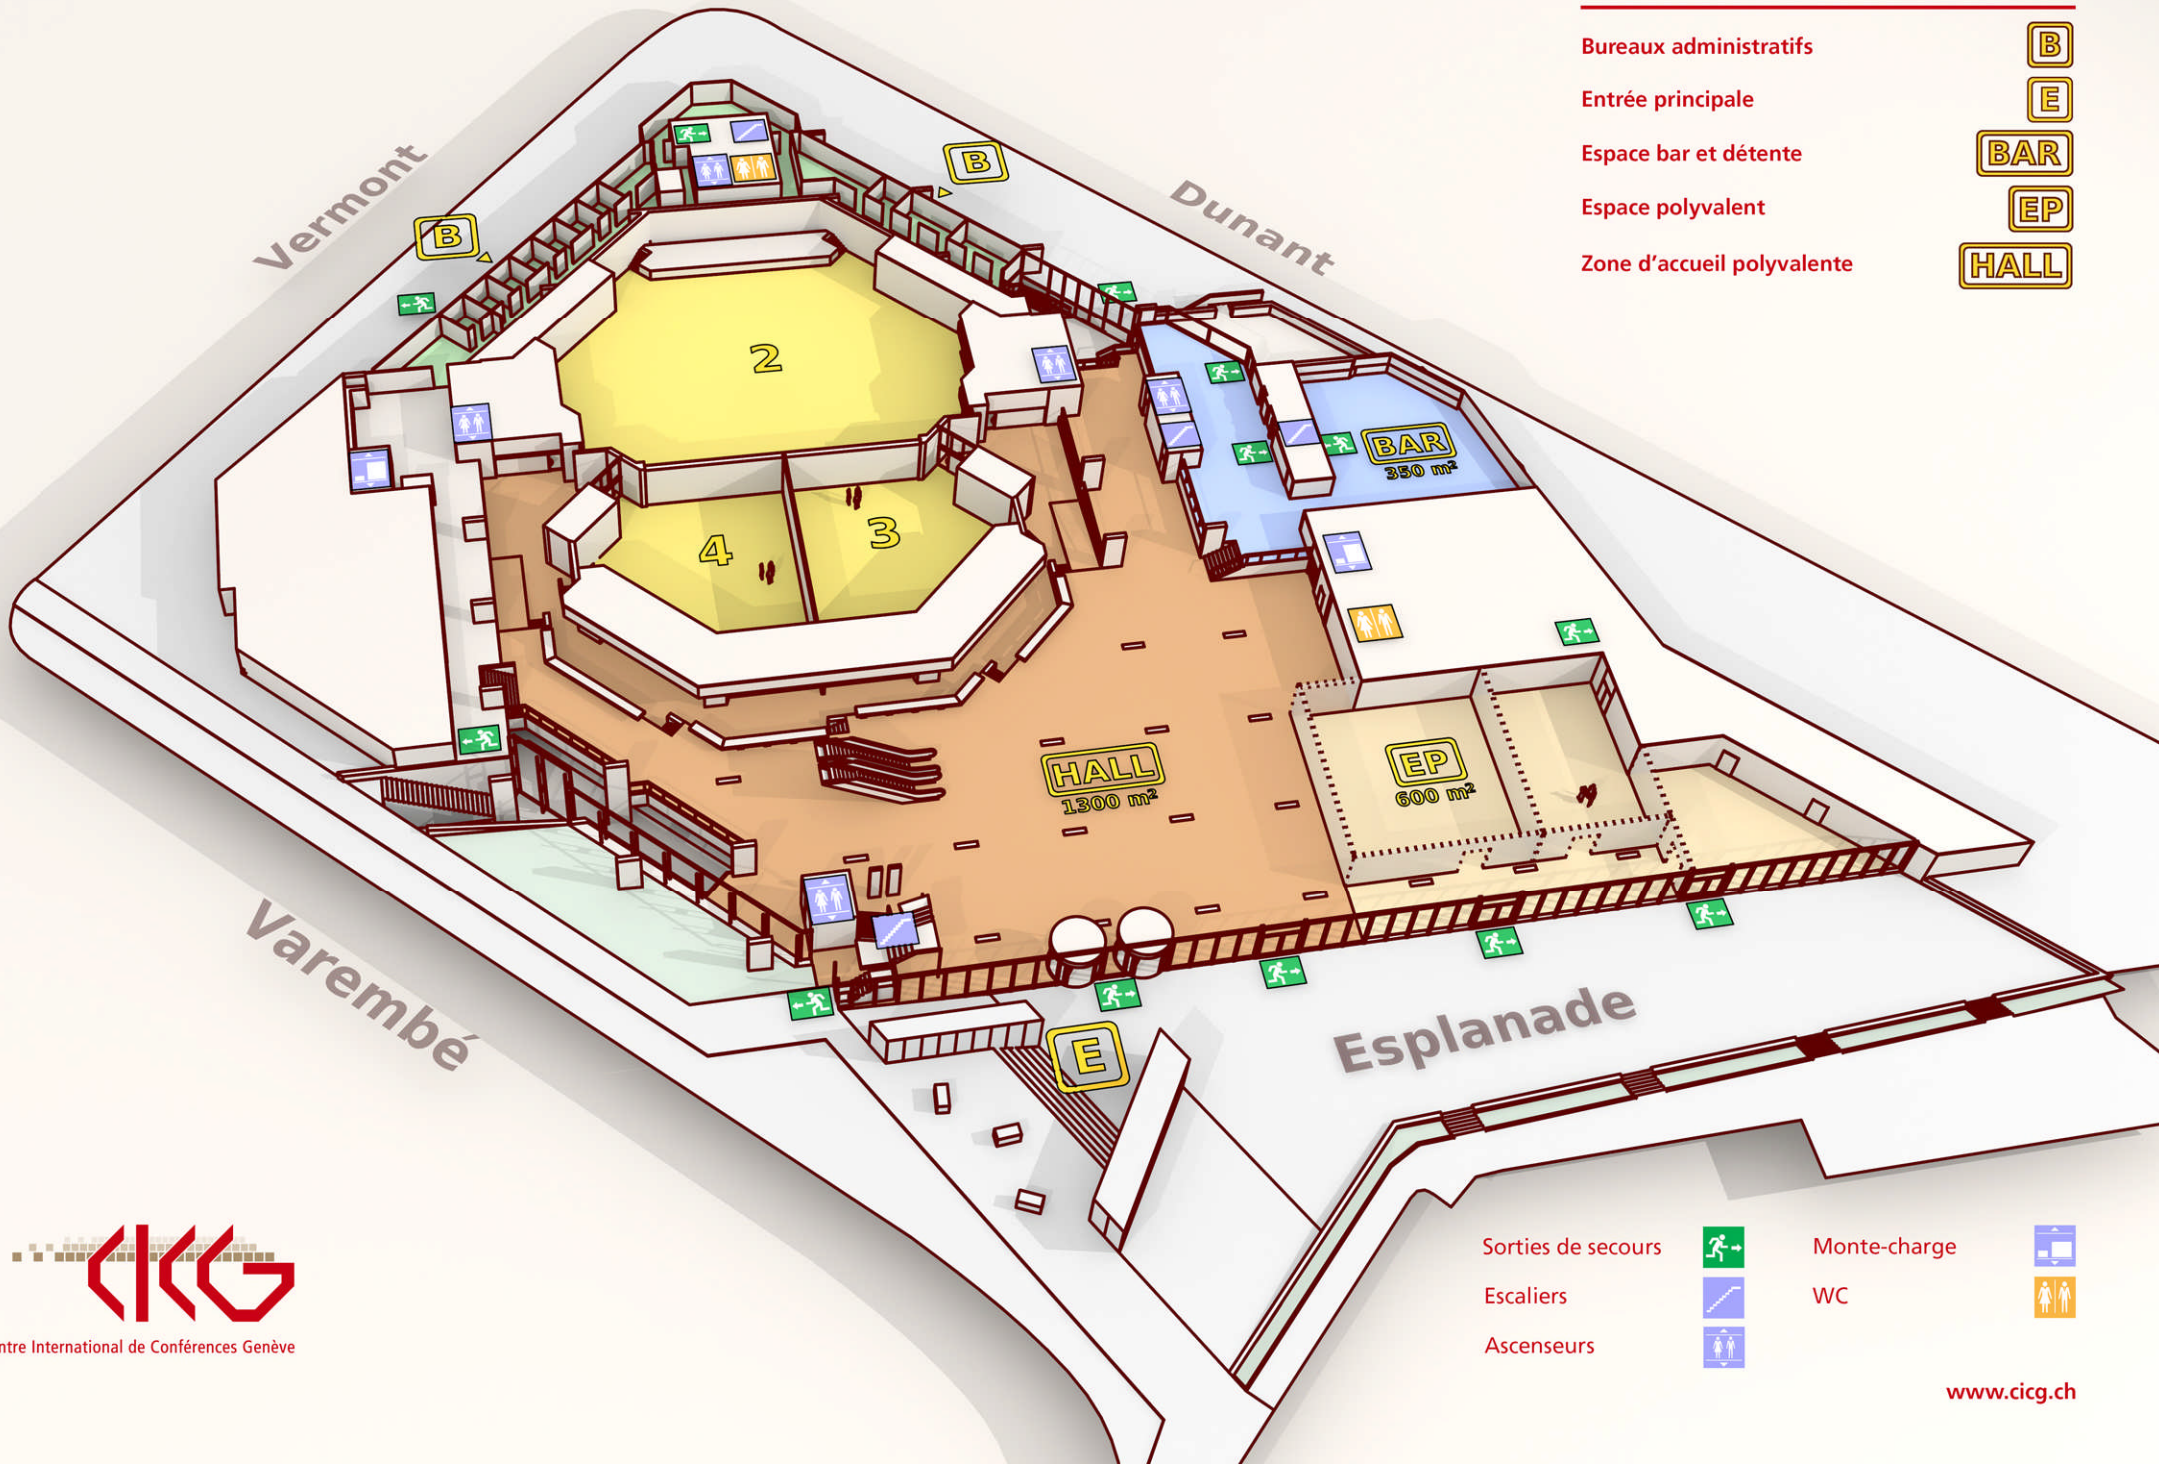 Bureaux administratifs B
Entrée principale E
Espace bar et détente BAR
Espace polyvalent EP
Zone d'accueil polyvalente HALL
Vermont
Dunant
B
B
2
BAR
350 m²
3
4
HALL
1300 m²
EP
600 m²
Varembé
Esplanade
E
CICG
ntre International de Conférences Genève
Sorties de secours
Escaliers
Ascenseurs
Monte-charge
WC
www.cicg.ch